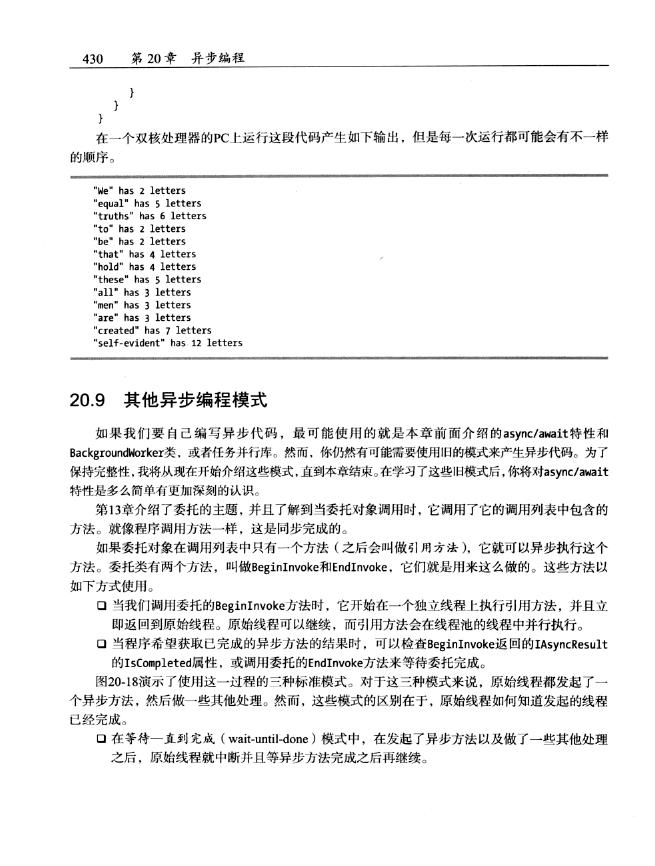 430 第20章 异步编程
}
}
}
在一个双核处理器的PC上运行这段代码产生如下输出，但是每一次运行都可能会有不一样
的顺序。
"We" has 2 letters
"equal" has 5 letters
"truths" has 6 letters
"to" has 2 letters
"be" has 2 letters
"that" has 4 letters
"hold" has 4 letters
"these" has 5 letters
"all" has 3 letters
"men" has 3 letters
"are" has 3 letters
"created" has 7 letters
"self-evident" has 12 letters
20.9 其他异步编程模式
如果我们要自己编写异步代码，最可能使用的就是本章前面介绍的async/await特性和
BackgroundWorker类，或者任务并行库。然而，你仍然有可能需要使用旧的模式来产生异步代码。为了
保持完整性，我将从现在开始介绍这些模式，直到本章结束。在学习了这些旧模式后，你将对async/await
特性是多么简单有更加深刻的认识。
第13章介绍了委托的主题，并且了解到当委托对象调用时，它调用了它的调用列表中包含的
方法。就像程序调用方法一样，这是同步完成的。
如果委托对象在调用列表中只有一个方法（之后会叫做引用方法），它就可以异步执行这个
方法。委托类有两个方法，叫做BeginInvoke和EndInvoke，它们就是用来这么做的。这些方法以
如下方式使用。
❑ 当我们调用委托的BeginInvoke方法时，它开始在一个独立线程上执行引用方法，并且立
即返回到原始线程。原始线程可以继续，而引用方法会在线程池的线程中并行执行。
❑ 当程序希望获取已完成的异步方法的结果时，可以检查BeginInvoke返回的IAsyncResult
的IsCompleted属性，或调用委托的EndInvoke方法来等待委托完成。
图20-18演示了使用这一过程的三种标准模式。对于这三种模式来说，原始线程都发起了一
个异步方法，然后做一些其他处理。然而，这些模式的区别在于，原始线程如何知道发起的线程
已经完成。
❑ 在等待—直到完成（wait-until-done）模式中，在发起了异步方法以及做了一些其他处理
之后，原始线程就中断并且等异步方法完成之后再继续。